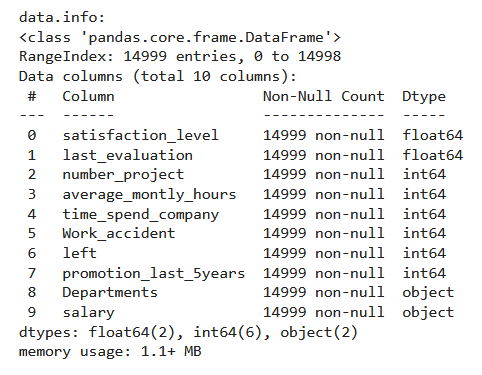 data.info:
<class 'pandas.core.frame.DataFrame'>
RangeIndex: 14999 entries, 0 to 14998
Data columns (total 10 columns):
 #   Column                 Non-Null Count  Dtype
---  ------                 --------------  -----
 0   satisfaction_level     14999 non-null  float64
 1   last_evaluation        14999 non-null  float64
 2   number_project         14999 non-null  int64
 3   average_montly_hours   14999 non-null  int64
 4   time_spend_company     14999 non-null  int64
 5   Work_accident          14999 non-null  int64
 6   left                   14999 non-null  int64
 7   promotion_last_5years  14999 non-null  int64
 8   Departments            14999 non-null  object
 9   salary                 14999 non-null  object
dtypes: float64(2), int64(6), object(2)
memory usage: 1.1+ MB